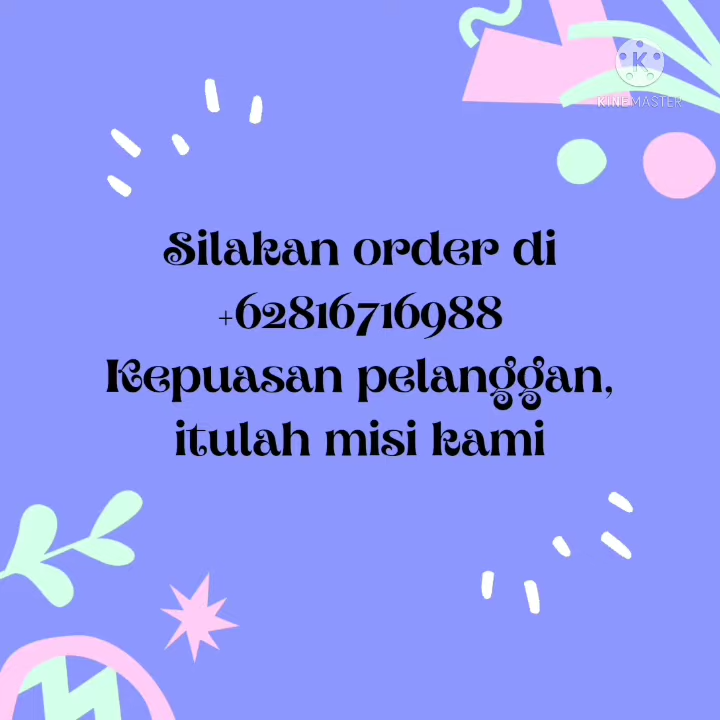 K
KINEMASTER
Silakan order di
+62816716988
Kepuasan pelanggan,
itulah misi kami